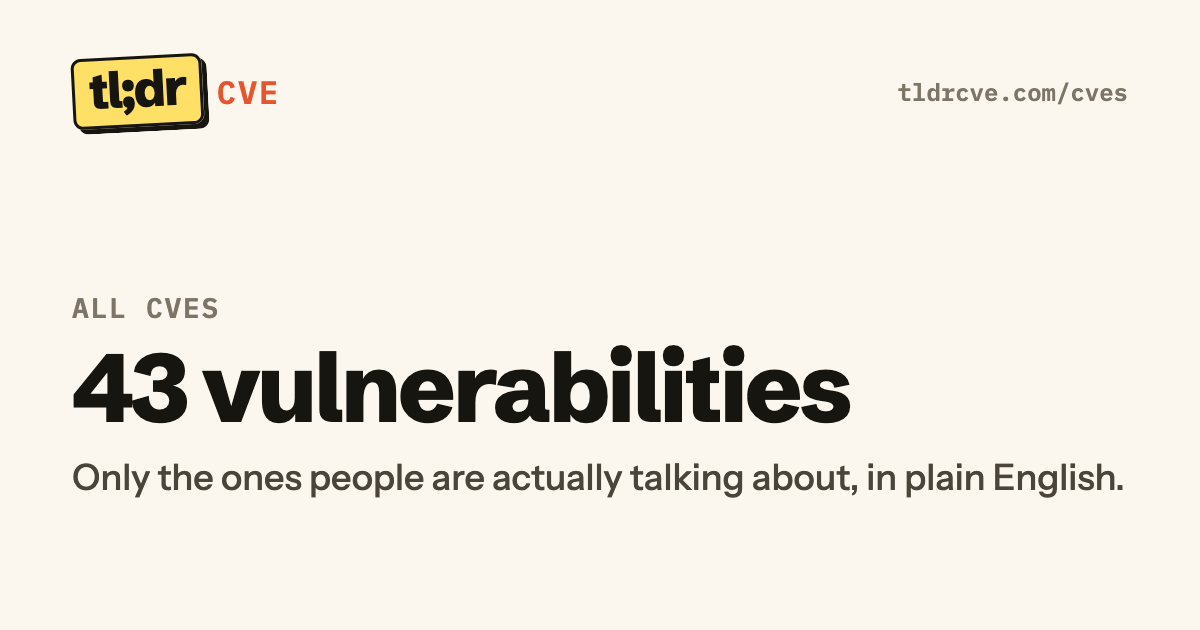 tl;dr CVE
tldrcve.com/cves
ALL CVES
43 vulnerabilities
Only the ones people are actually talking about, in plain English.